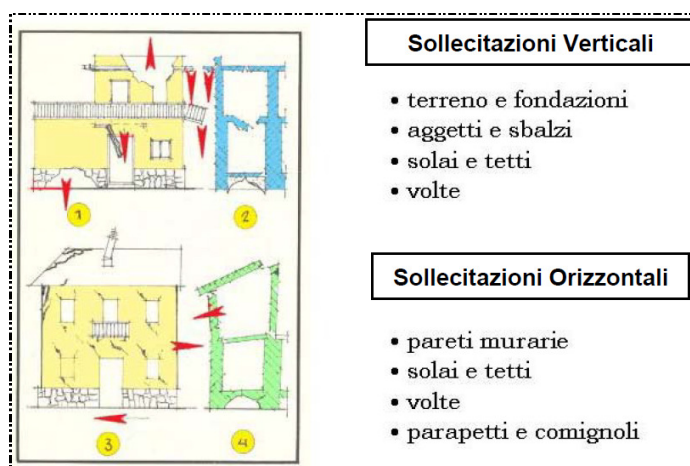 Sollecitazioni Verticali
• terreno e fondazioni
• aggetti e sbalzi
• solai e tetti
• volte
1
2
Sollecitazioni Orizzontali
• pareti murarie
• solai e tetti
• volte
• parapetti e comignoli
3
4